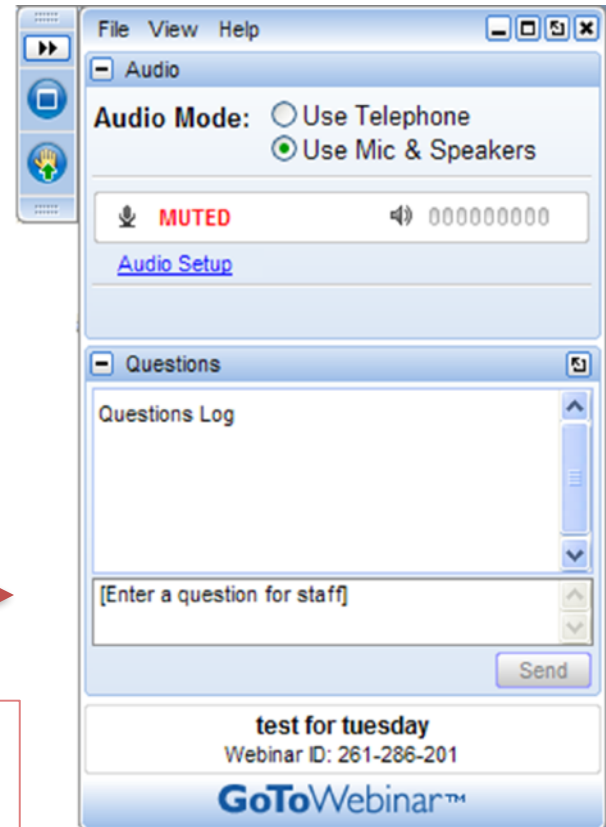 File View Help
Audio
Audio Mode: Use Telephone
Use Mic & Speakers
MUTED 000000000
Audio Setup
Questions
Questions Log
[Enter a question for staff]
Send
test for tuesday
Webinar ID: 261-286-201
GoToWebinar™